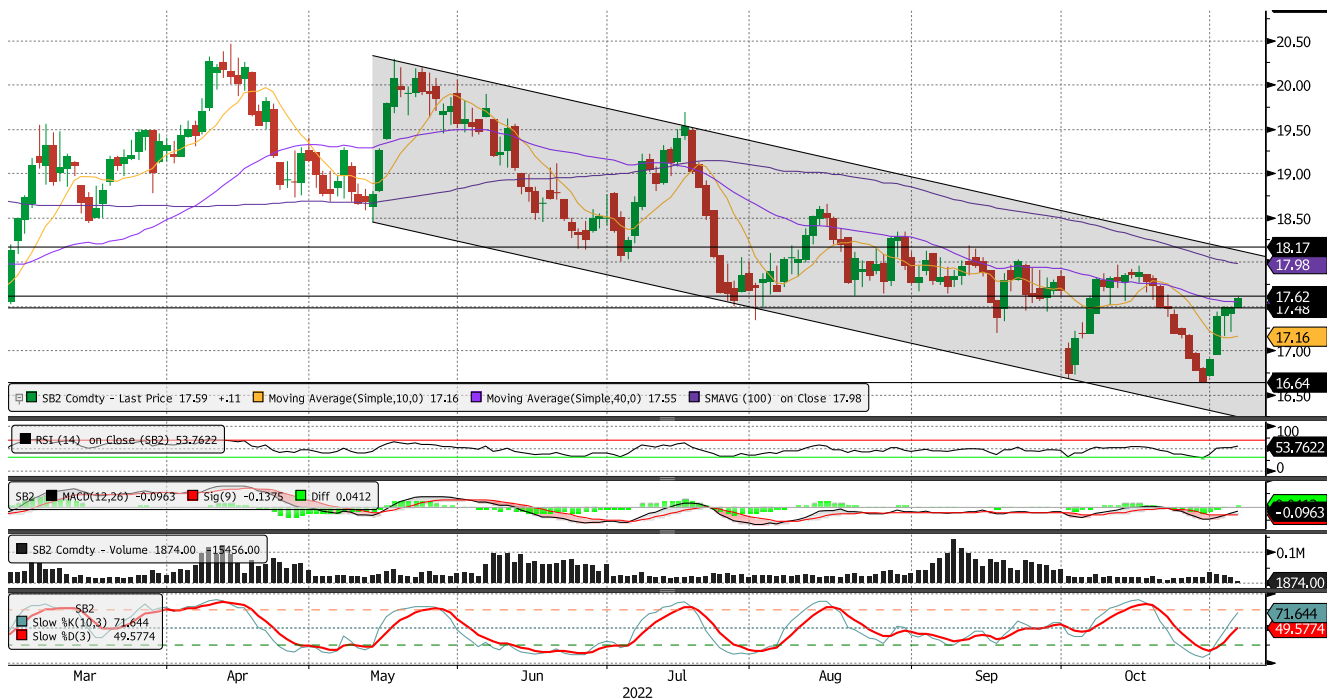 20.50
20.00
19.50
19.00
18.50
18.17
17.98
17.62
17.48
17.16
17.00
16.64
16.50
SB2 Comdty - Last Price 17.59 +.11 Moving Average(Simple,10,0) 17.16 Moving Average(Simple,40,0) 17.55 SMAVG (100) on Close 17.98
RSI (14) on Close (SB2) 53.7622
100
53.7622
0
SB2 MACD(12,26) -0.0963 Sig(9) -0.1375 Diff 0.0412
-0.0963
SB2 Comdty - Volume 1874.00 -15456.00
0.1M
1874.00
SB2
Slow %K(10,3) 71.644
Slow %D(3) 49.5774
71.644
49.5774
Mar Apr May Jun Jul Aug Sep Oct
2022